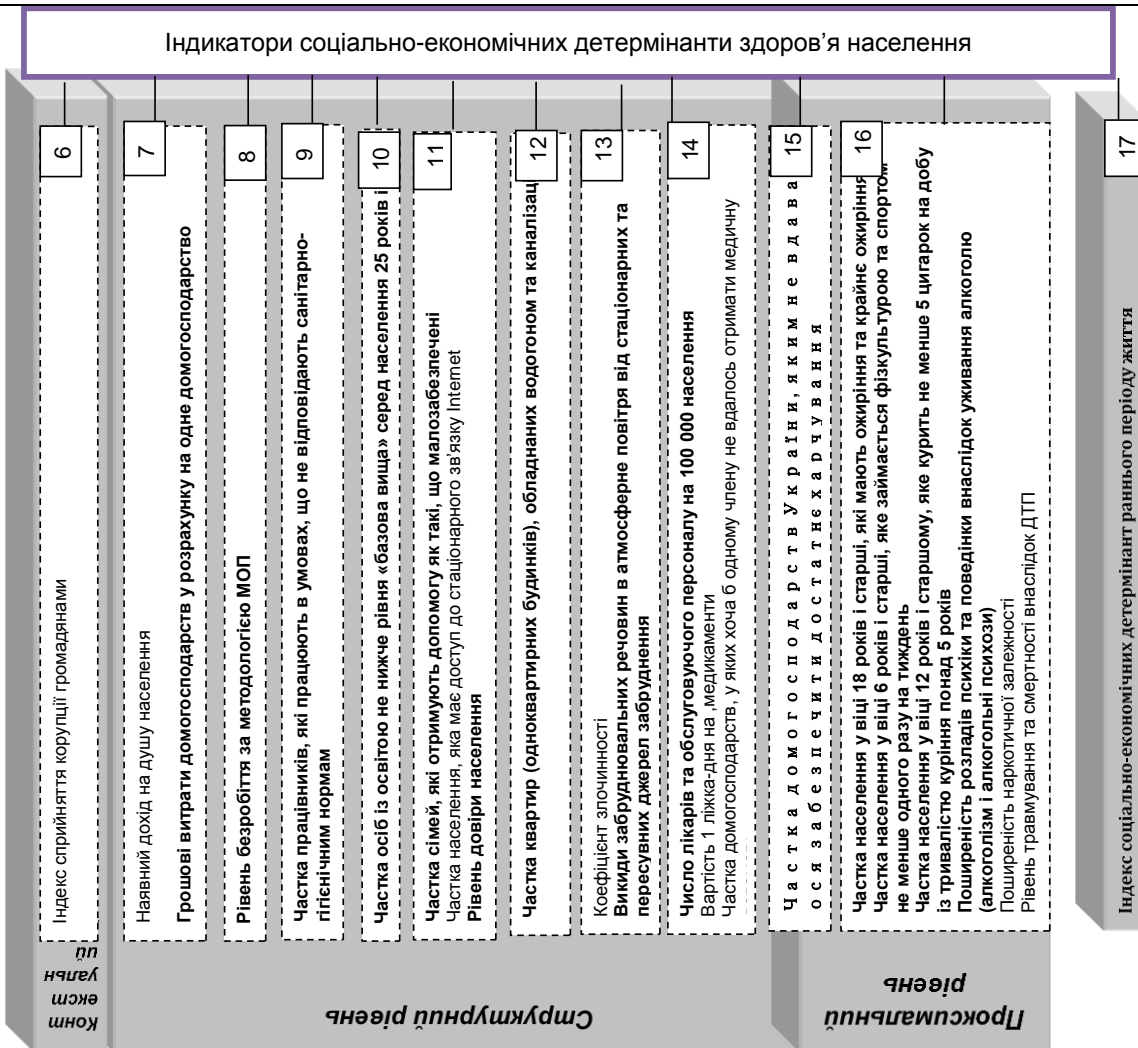 Індикатори соціально-економічних детермінанти здоров’я населення
Конт
екст
уальн
ий
6
Індекс сприйняття корупції громадянами
Структурний рівень
7
Наявний дохід на душу населення
Грошові витрати домогосподарств у розрахунку на одне домогосподарство
8
Рівень безробіття за методологією МОП
9
Частка працівників, які працюють в умовах, що не відповідають санітарно-
гігієнічним нормам
10
Частка осіб із освітою не нижче рівня «базова вища» серед населення 25 років і
11
Частка сімей, які отримують допомогу як такі, що малозабезпечені
Частка населення, яка має доступ до стаціонарного зв’язку Internet
Рівень довіри населення
12
Частка квартир (одноквартирних будинків), обладнаних водогоном та каналізац
13
Коефіцієнт злочинності
Викиди забруднювальних речовин в атмосферне повітря від стаціонарних та
пересувних джерел забруднення
14
Число лікарів та обслуговуючого персоналу на 100 000 населення
Вартість 1 ліжка-дня на ,медикаменти
Частка домогосподарств, у яких хоча б одному члену не вдалось отримати медичну
Проксимальний
рівень
15
Частка домогосподарств України, яким не вдава
ося забезпечити достатнє харчування
16
Частка населення у віці 18 років і старші, які мають ожиріння та крайнє ожиріння
Частка населення у віці 6 років і старші, яке займається фізкультурою та спортом
не менше одного разу на тиждень
Частка населення у віці 12 років і старшому, яке курить не менше 5 цигарок на добу
із тривалістю куріння понад 5 років
Поширеність розладів психіки та поведінки внаслідок уживання алкоголю
(алкоголізм і алкогольні психози)
Поширеність наркотичної залежності
Рівень травмування та смертності внаслідок ДТП
17
Індекс соціально-економічних детермінант раннього періоду життя